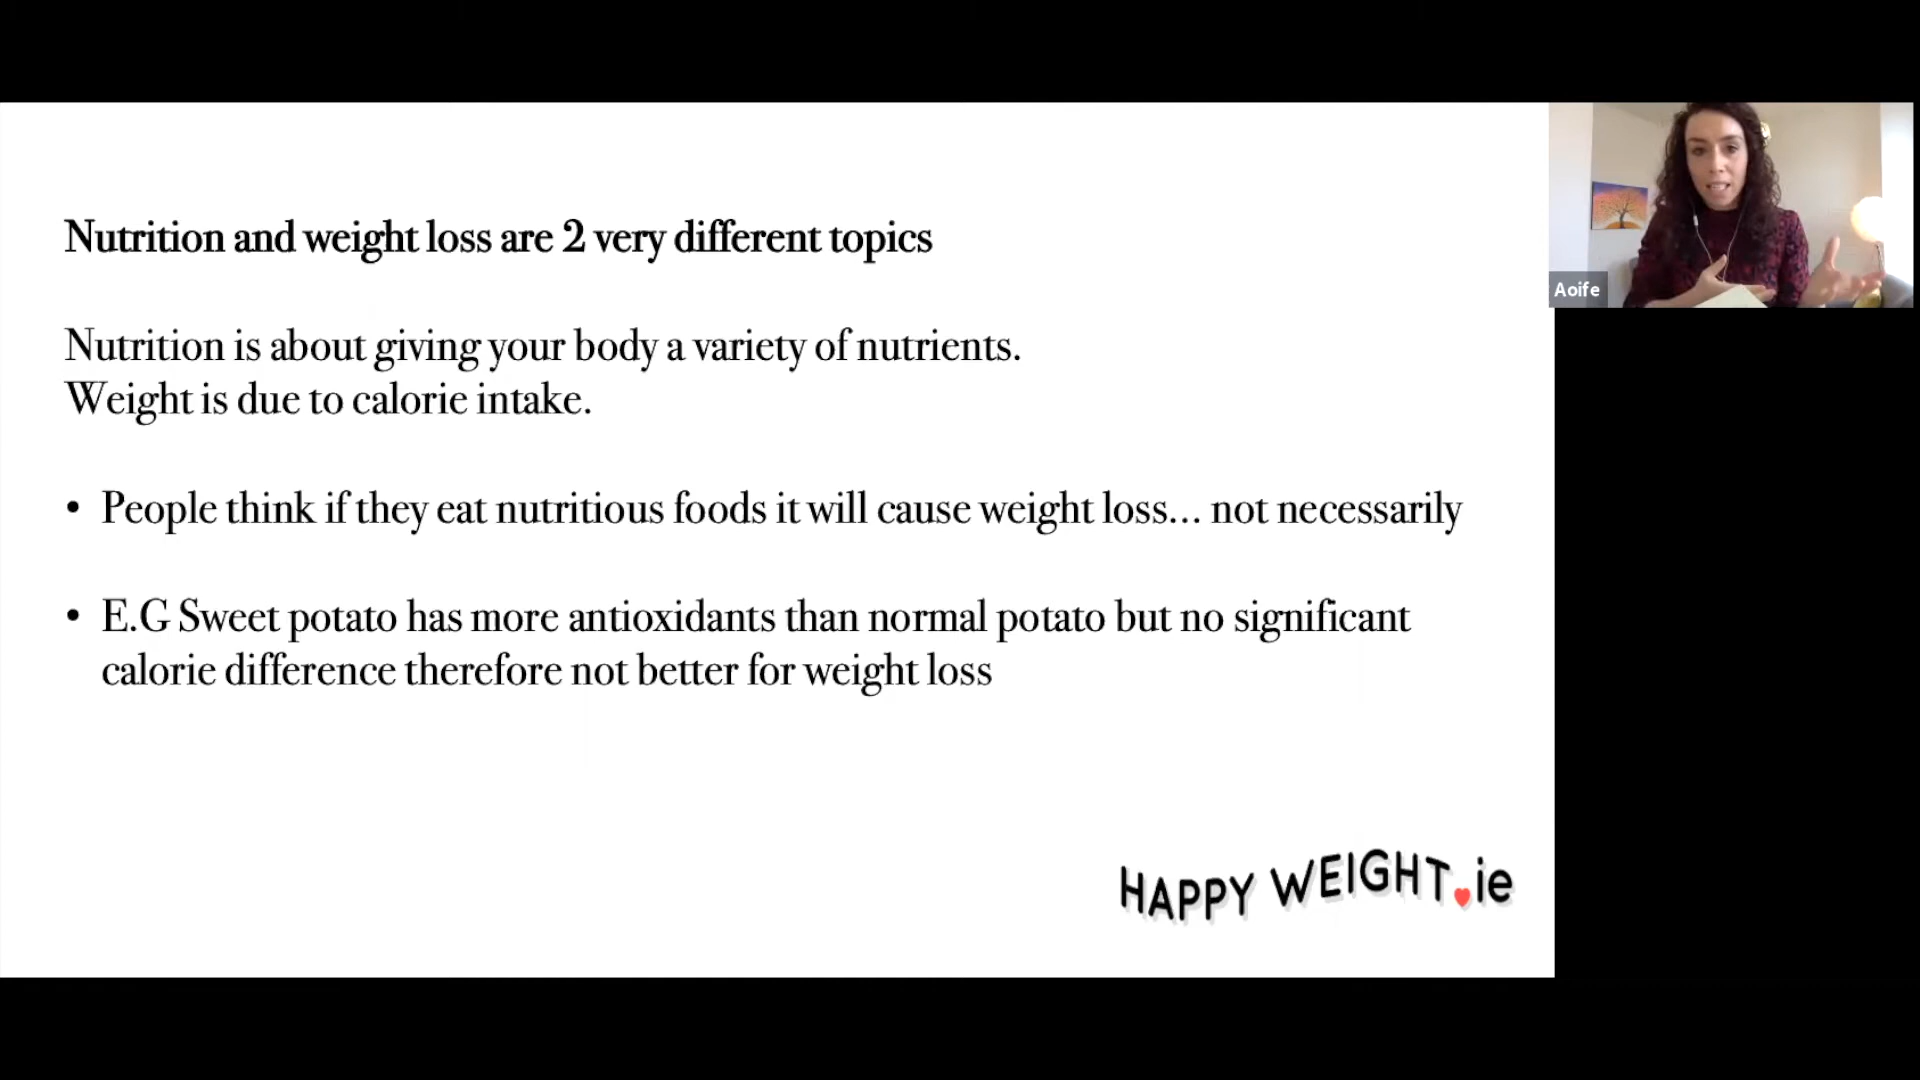 Nutrition and weight loss are 2 very different topics
Nutrition is about giving your body a variety of nutrients.
Weight is due to calorie intake.
• People think if they eat nutritious foods it will cause weight loss... not necessarily
• E.G Sweet potato has more antioxidants than normal potato but no significant
calorie difference therefore not better for weight loss
HAPPY WEIGHT.ie
Aoife